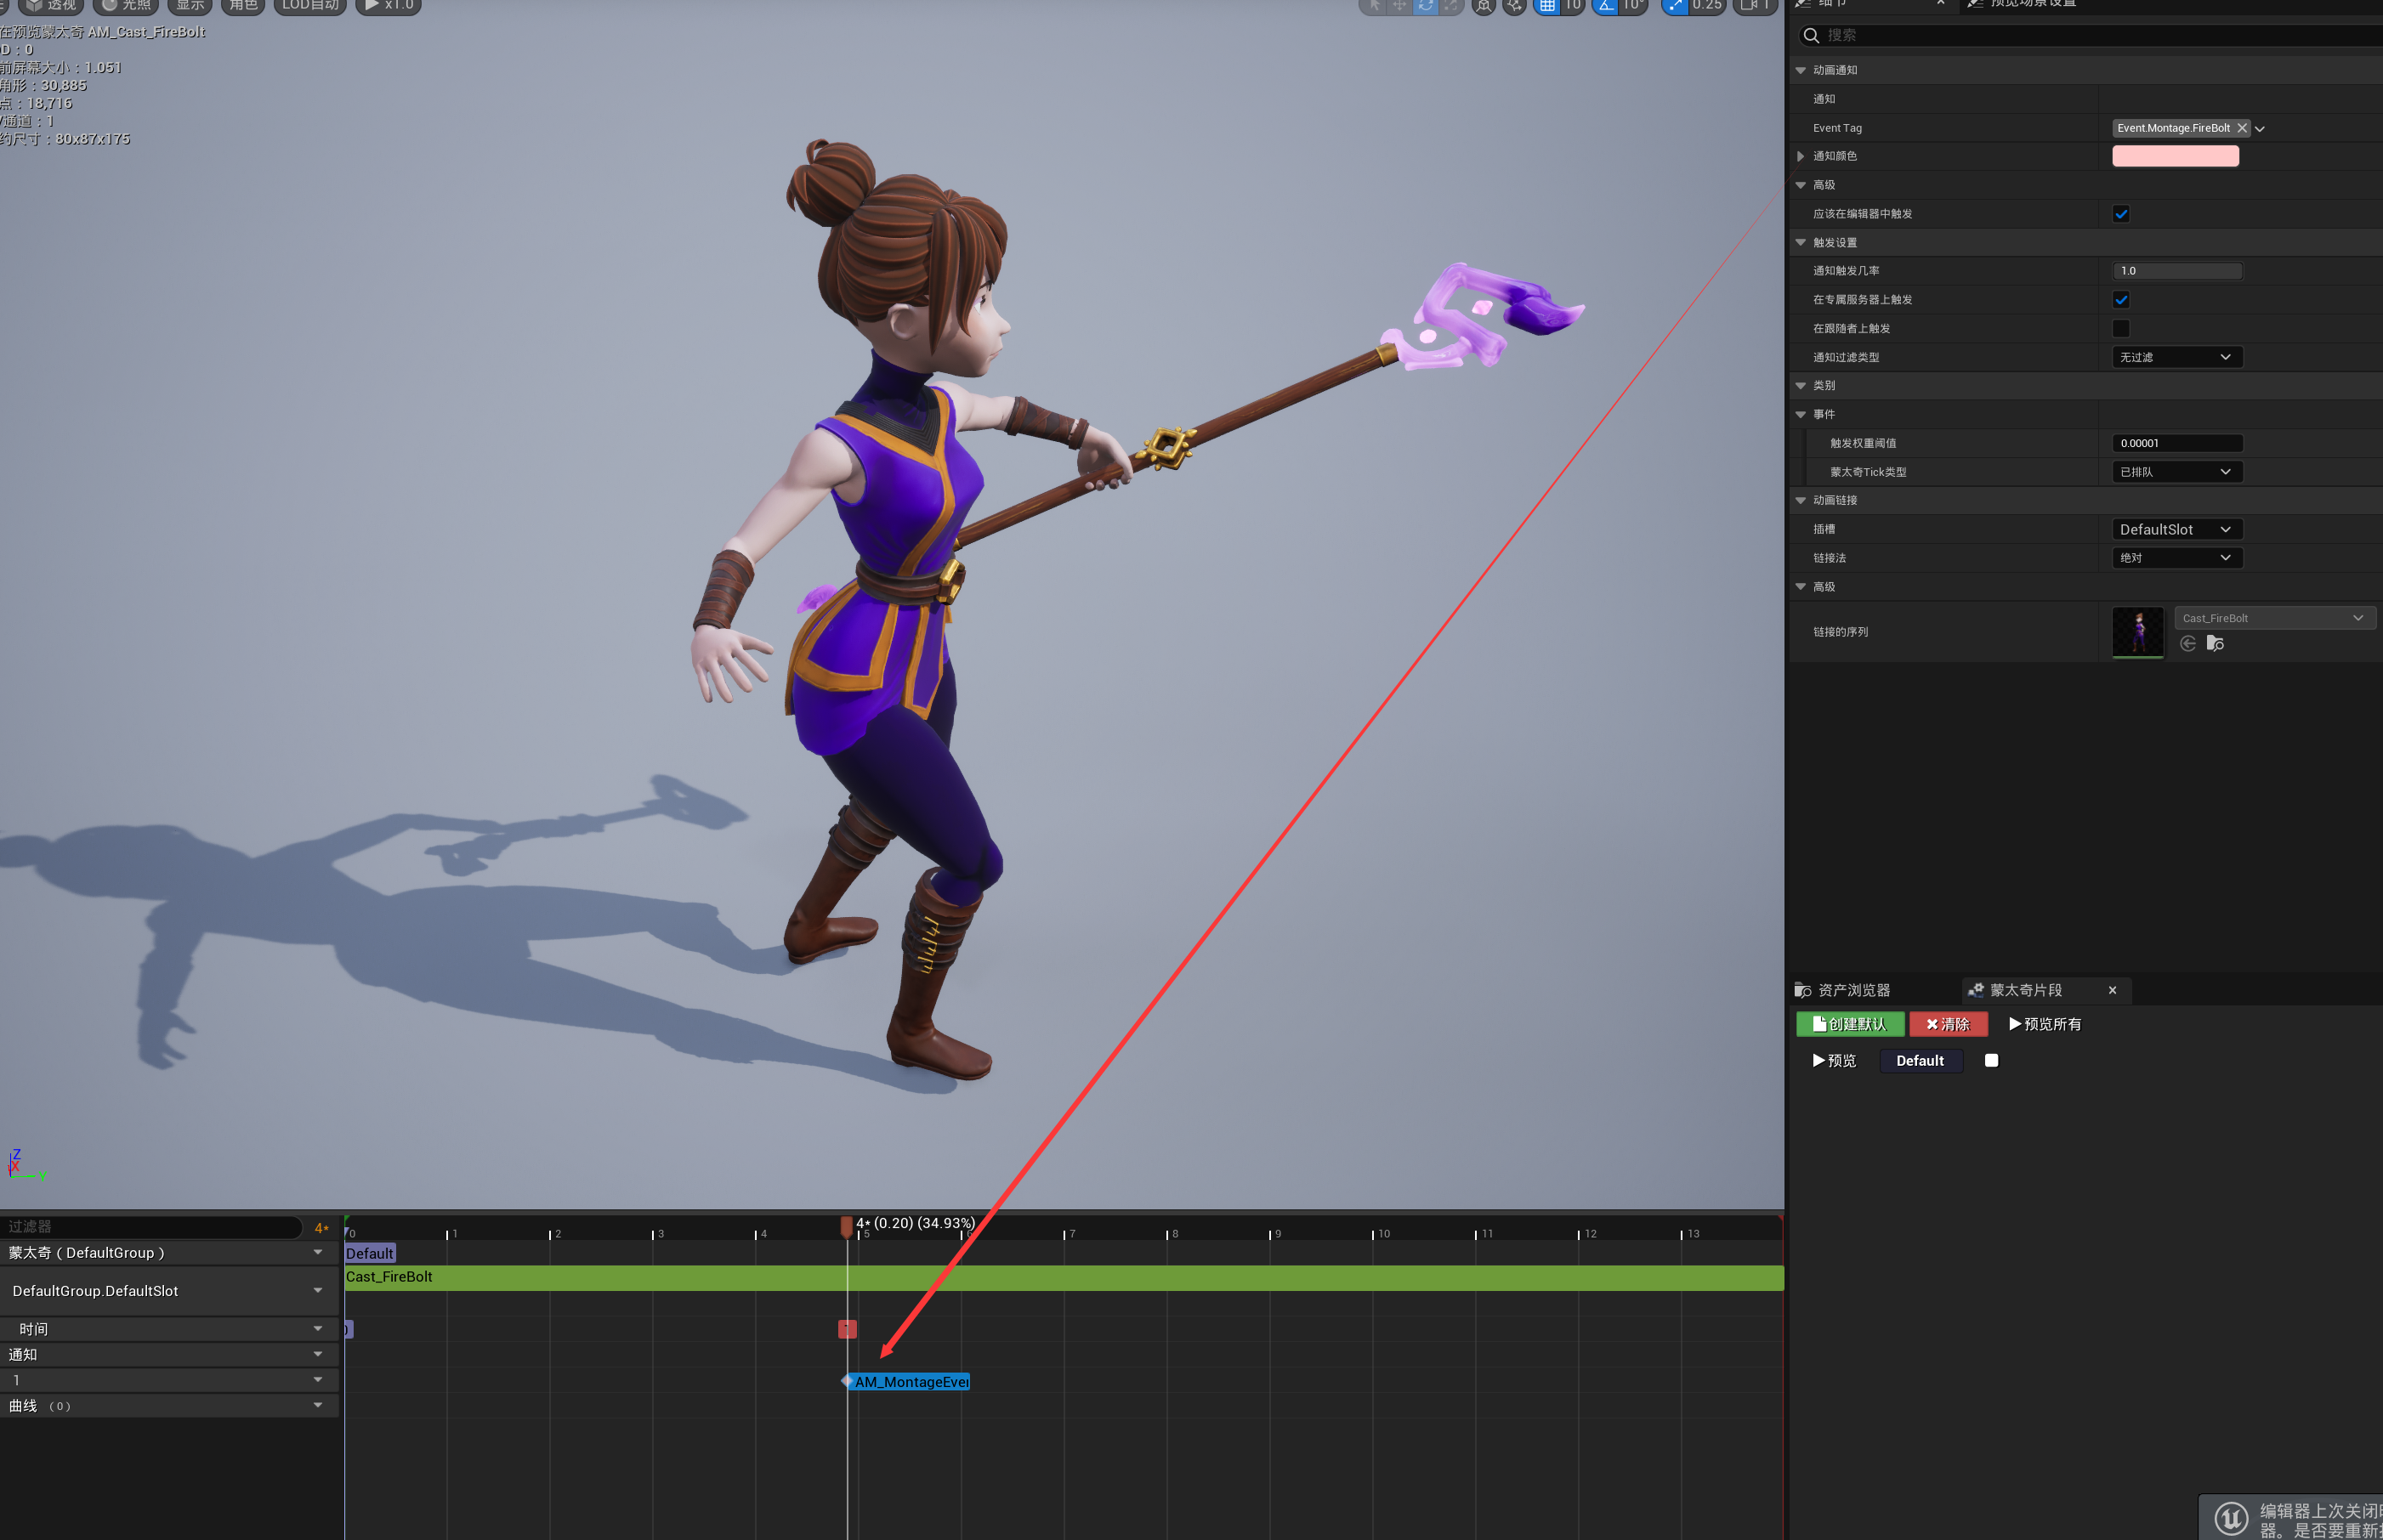 透视
光照
显示
角色
LOD自动
x1.0
10
10°
0.25
1
细节
预览场景设置
在预览蒙太奇 AM_Cast_FireBolt
D：0
前屏幕大小：1.051
角形：30,885
点：18,716
V通道：1
约尺寸：80x87x175
搜索
动画通知
通知
Event Tag
Event.Montage.FireBolt
通知颜色
高级
应该在编辑器中触发
触发设置
通知触发几率
1.0
在专属服务器上触发
在跟随者上触发
通知过滤类型
无过滤
类别
事件
触发权重阈值
0.00001
蒙太奇Tick类型
已排队
动画链接
插槽
DefaultSlot
链接法
绝对
高级
链接的序列
Cast_FireBolt
资产浏览器
蒙太奇片段
创建默认
清除
预览所有
预览
Default
Z
X
Y
过滤器
4*
4* (0.20) (34.93%)
0
1
2
3
4
5
6
7
8
9
10
11
12
13
蒙太奇（DefaultGroup）
Default
DefaultGroup.DefaultSlot
Cast_FireBolt
时间
1
通知
1
AM_MontageEve
曲线（0）
编辑器上次关闭
器。是否要重新